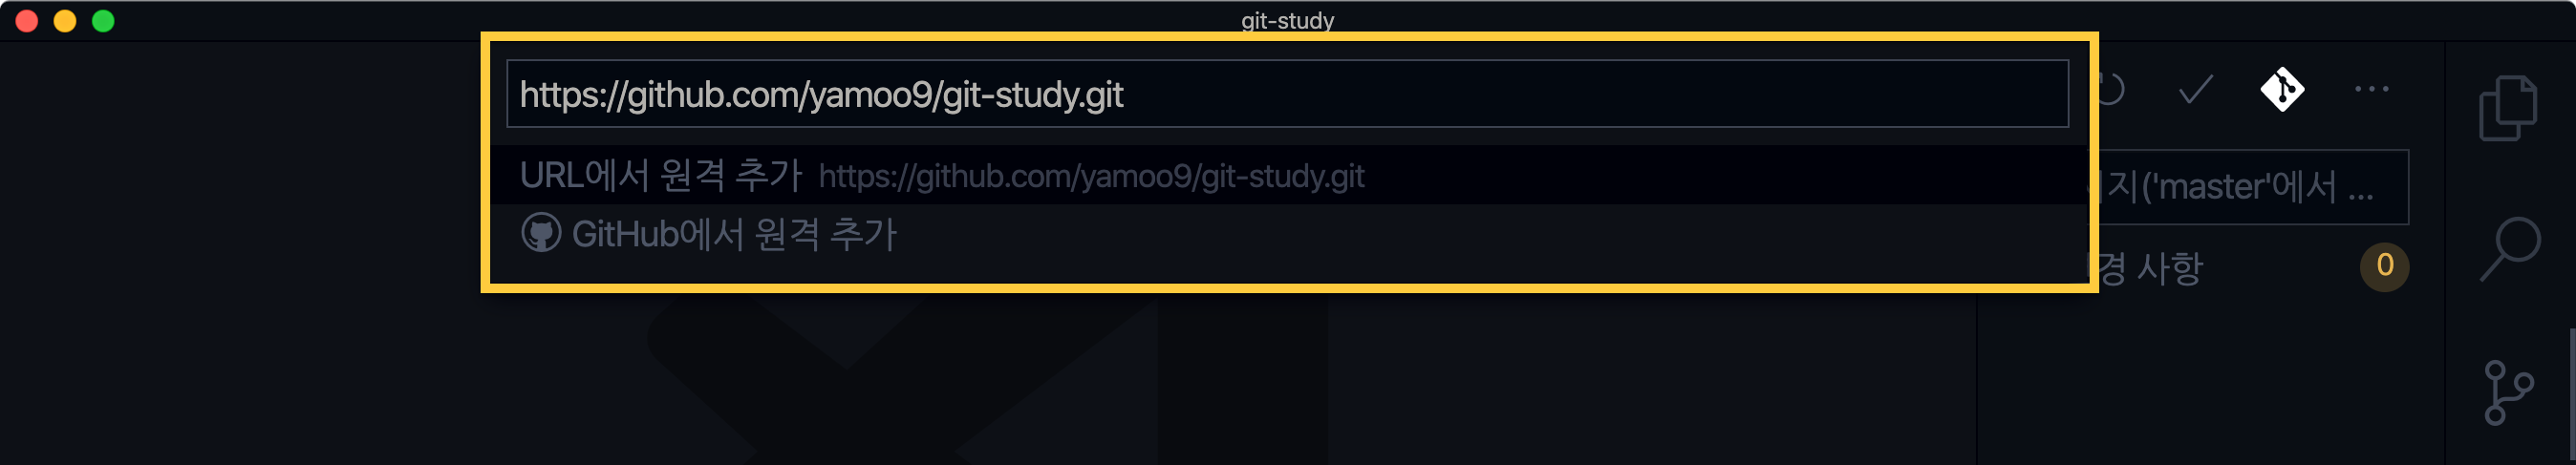 git-study
https://github.com/yamoo9/git-study.git
URL에서 원격 추가 https://github.com/yamoo9/git-study.git
GitHub에서 원격 추가
지('master'에서 ...
경 사항 0